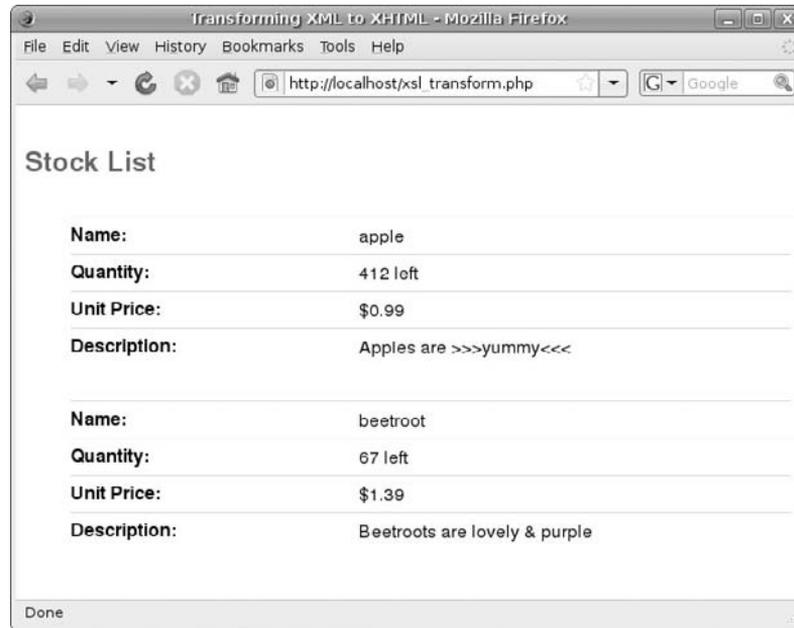 Transforming XML to XHTML - Mozilla Firefox
File Edit View History Bookmarks Tools Help
http://localhost/xsl_transform.php G Google
Stock List
Name: apple
Quantity: 412 left
Unit Price: $0.99
Description: Apples are >>>yummy<<<
Name: beetroot
Quantity: 67 left
Unit Price: $1.39
Description: Beetroots are lovely & purple
Done